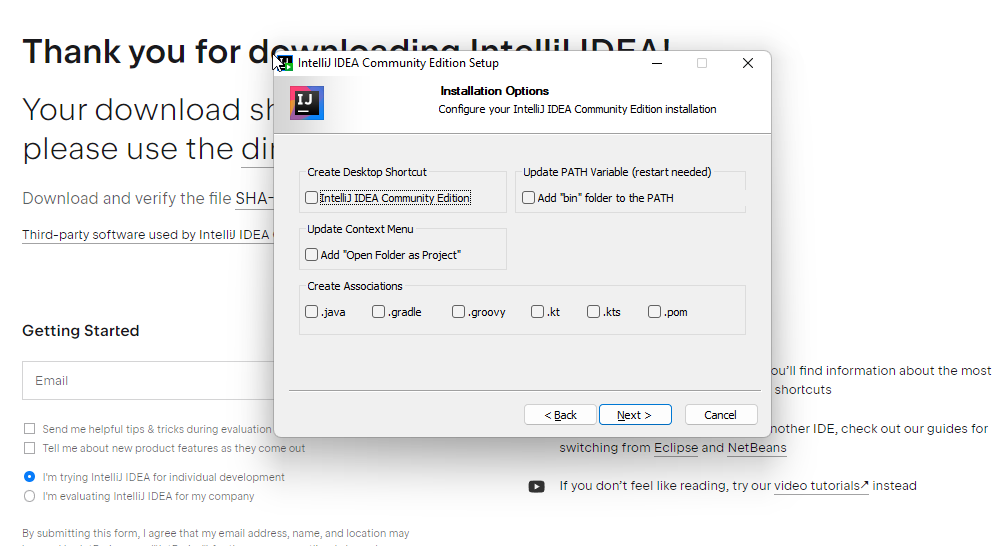 Thank you for downloading IntelliJ IDEA!
Your download sh
please use the dir
Download and verify the file SHA-
Third-party software used by IntelliJ IDEA
Getting Started
Email
Send me helpful tips & tricks during evaluation
Tell me about new product features as they come out
I'm trying IntelliJ IDEA for individual development
I'm evaluating IntelliJ IDEA for my company
By submitting this form, I agree that my email address, name, and location may
IntelliJ IDEA Community Edition Setup
IJ
Installation Options
Configure your IntelliJ IDEA Community Edition installation
Create Desktop Shortcut
IntelliJ IDEA Community Edition
Update PATH Variable (restart needed)
Add "bin" folder to the PATH
Update Context Menu
Add "Open Folder as Project"
Create Associations
.java .gradle .groovy .kt .kts .pom
< Back Next > Cancel
ou'll find information about the most
shortcuts
nother IDE, check out our guides for
switching from Eclipse and NetBeans
If you don't feel like reading, try our video tutorials↗ instead